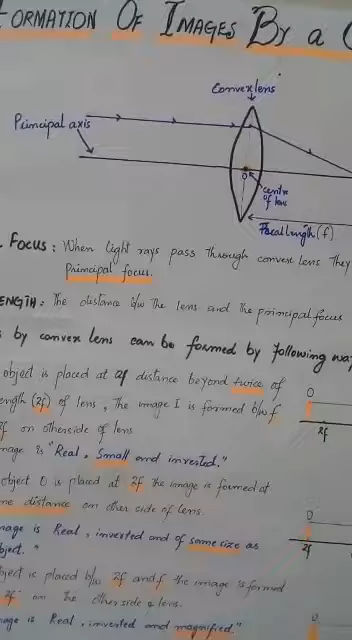 FORMATION OF IMAGES BY A C
Convex lens
Principal axis
O
centre
of lens
Focal length (f)
FOCUS: When light rays pass through convex lens they
principal focus.
ENGTH: The distance b/w the lens and the principal focus
s by convex lens can be formed by following wa
object is placed at 2f distance beyond twice of
ength (2f) of lens, the image I is formed b/w f
2f on otherside of lens
mage is "Real, Small and inverted."
O
2f
object O is placed at 2f the image is formed at
me distance on other side of lens.
mage is Real, inverted and of same size as
bject."
O
2f
bject is placed b/w 2f and f the image is formed
2f on the other side of lens.
age is Real, inverted and magnified."
O